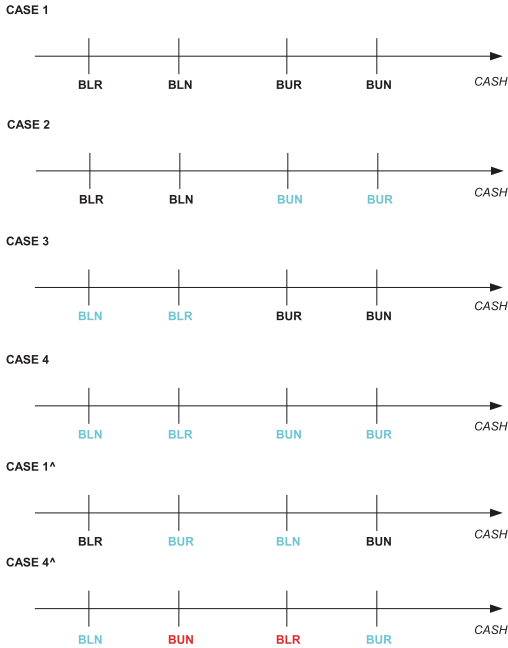 CASE 1
BLR BLN BUR BUN CASH
CASE 2
BLR BLN BUN BUR CASH
CASE 3
BLN BLR BUR BUN CASH
CASE 4
BLN BLR BUN BUR CASH
CASE 1^
BLR BUR BLN BUN CASH
CASE 4^
BLN BUN BLR BUR CASH